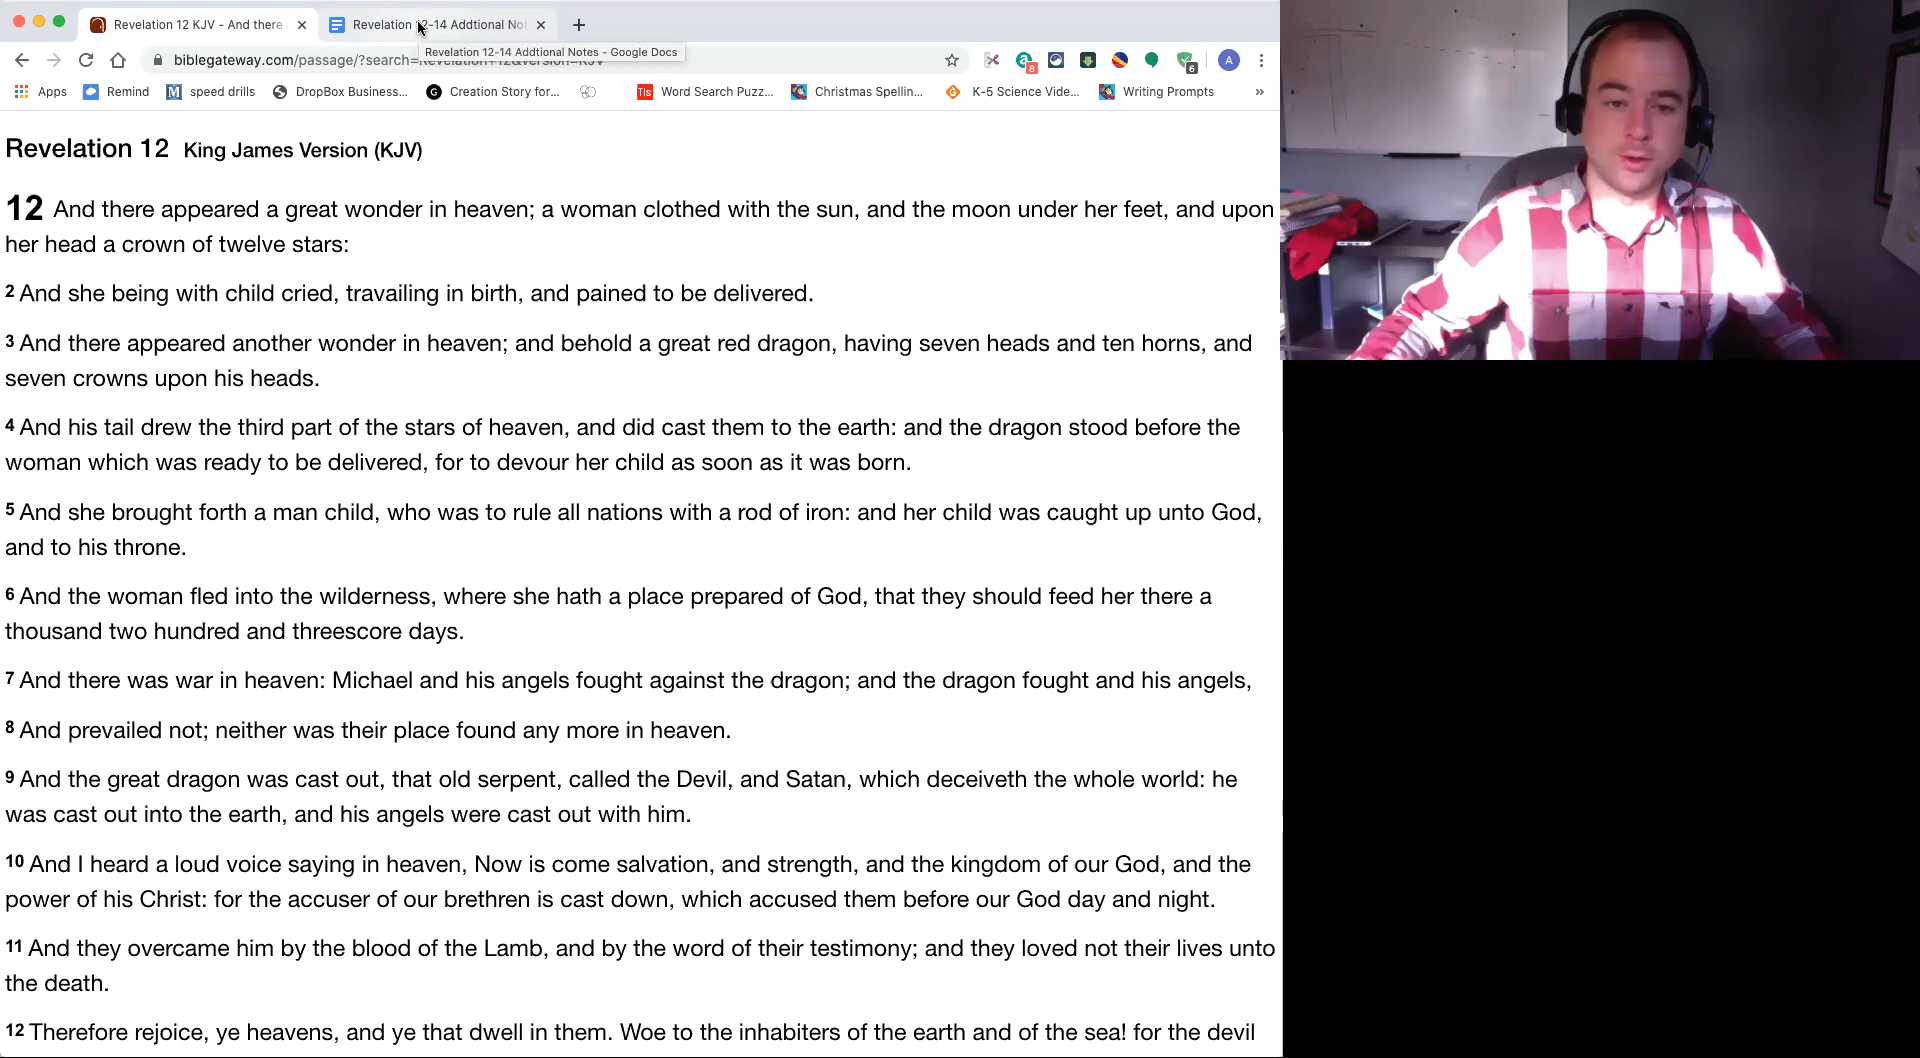 Revelation 12 KJV - And there
Revelation 12-14 Addtional Not
Revelation 12-14 Addtional Notes - Google Docs
biblegateway.com/passage/?search=Revelation+12&version=KJV
8
6
A
Apps
Remind
speed drills
DropBox Business...
Creation Story for...
Tls
Word Search Puzz...
Christmas Spellin...
K-5 Science Vide...
Writing Prompts
»
Revelation 12 King James Version (KJV)
12 And there appeared a great wonder in heaven; a woman clothed with the sun, and the moon under her feet, and upon
her head a crown of twelve stars:
2 And she being with child cried, travailing in birth, and pained to be delivered.
3 And there appeared another wonder in heaven; and behold a great red dragon, having seven heads and ten horns, and
seven crowns upon his heads.
4 And his tail drew the third part of the stars of heaven, and did cast them to the earth: and the dragon stood before the
woman which was ready to be delivered, for to devour her child as soon as it was born.
5 And she brought forth a man child, who was to rule all nations with a rod of iron: and her child was caught up unto God,
and to his throne.
6 And the woman fled into the wilderness, where she hath a place prepared of God, that they should feed her there a
thousand two hundred and threescore days.
7 And there was war in heaven: Michael and his angels fought against the dragon; and the dragon fought and his angels,
8 And prevailed not; neither was their place found any more in heaven.
9 And the great dragon was cast out, that old serpent, called the Devil, and Satan, which deceiveth the whole world: he
was cast out into the earth, and his angels were cast out with him.
10 And I heard a loud voice saying in heaven, Now is come salvation, and strength, and the kingdom of our God, and the
power of his Christ: for the accuser of our brethren is cast down, which accused them before our God day and night.
11 And they overcame him by the blood of the Lamb, and by the word of their testimony; and they loved not their lives unto
the death.
12 Therefore rejoice, ye heavens, and ye that dwell in them. Woe to the inhabiters of the earth and of the sea! for the devil